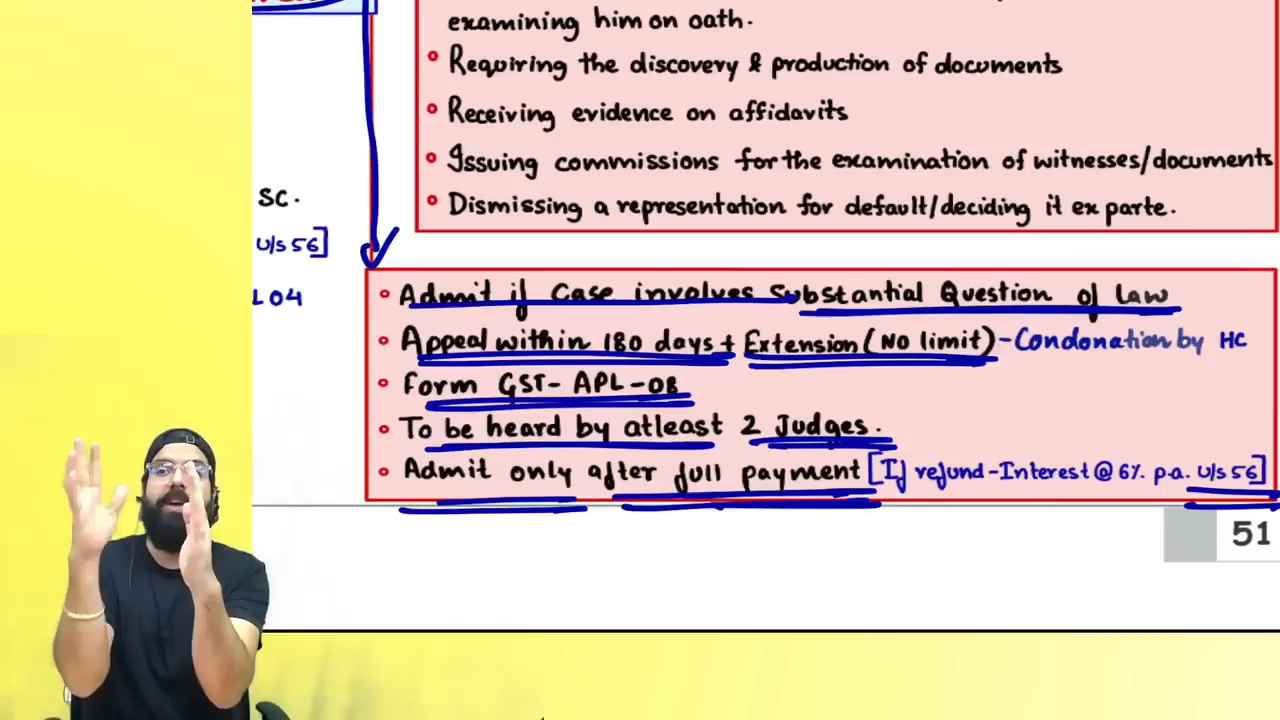 examining him on oath.
Requiring the discovery & production of documents
Receiving evidence on affidavits
Issuing commissions for the examination of witnesses/documents
Dismissing a representation for default/deciding it ex parte.
SC.
U/s 56]
L 04
Admit if Case involves Substantial Question of law
Appeal within 180 days + Extension (No limit) - Condonation by HC
Form GST- APL-08
To be heard by atleast 2 Judges.
Admit only after full payment [If refund-Interest @ 6% p.a. U/s 56]
51